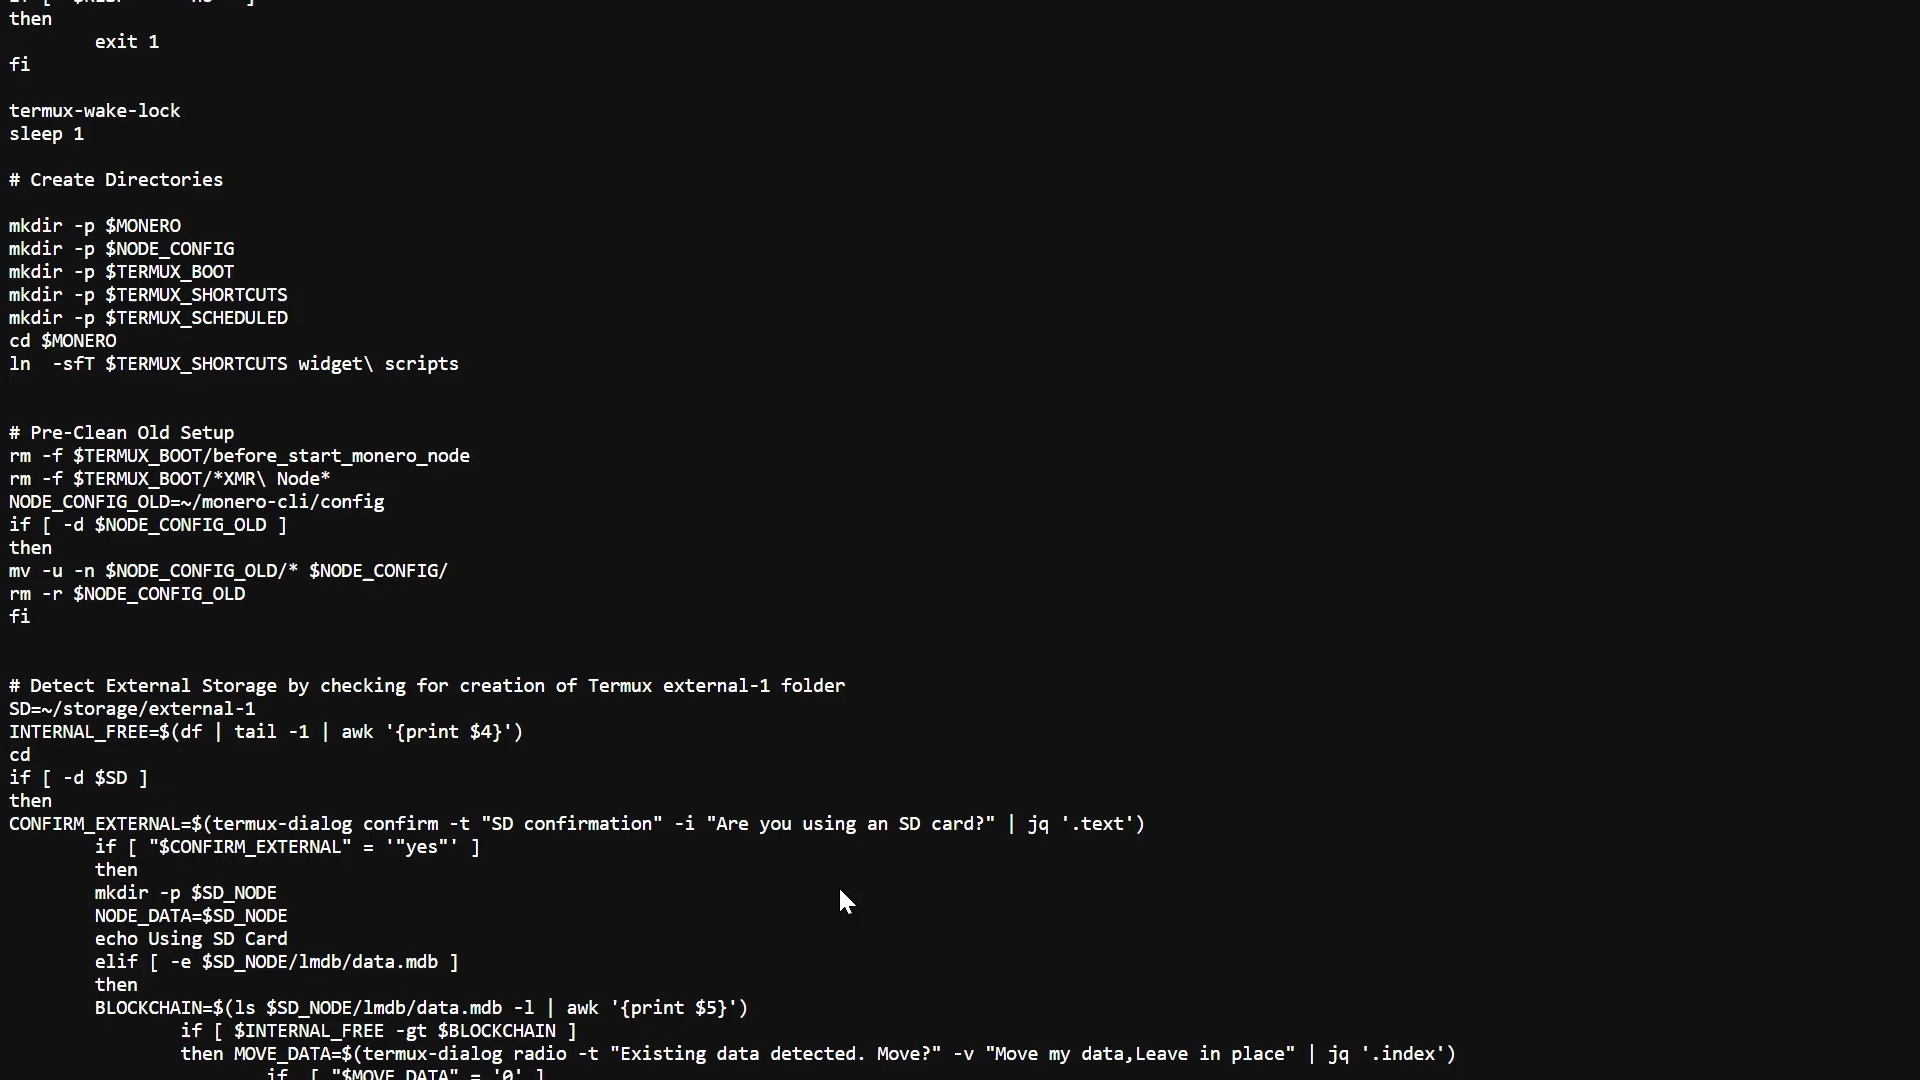 then
        exit 1
fi

termux-wake-lock
sleep 1

# Create Directories

mkdir -p $MONERO
mkdir -p $NODE_CONFIG
mkdir -p $TERMUX_BOOT
mkdir -p $TERMUX_SHORTCUTS
mkdir -p $TERMUX_SCHEDULED
cd $MONERO
ln  -sfT $TERMUX_SHORTCUTS widget\ scripts


# Pre-Clean Old Setup
rm -f $TERMUX_BOOT/before_start_monero_node
rm -f $TERMUX_BOOT/*XMR\ Node*
NODE_CONFIG_OLD=~/monero-cli/config
if [ -d $NODE_CONFIG_OLD ]
then
mv -u -n $NODE_CONFIG_OLD/* $NODE_CONFIG/
rm -r $NODE_CONFIG_OLD
fi


# Detect External Storage by checking for creation of Termux external-1 folder
SD=~/storage/external-1
INTERNAL_FREE=$(df | tail -1 | awk '{print $4}')
cd
if [ -d $SD ]
then
CONFIRM_EXTERNAL=$(termux-dialog confirm -t "SD confirmation" -i "Are you using an SD card?" | jq '.text')
        if [ "$CONFIRM_EXTERNAL" = '"yes"' ]
        then
        mkdir -p $SD_NODE
        NODE_DATA=$SD_NODE
        echo Using SD Card
        elif [ -e $SD_NODE/lmdb/data.mdb ]
        then
        BLOCKCHAIN=$(ls $SD_NODE/lmdb/data.mdb -l | awk '{print $5}')
                if [ $INTERNAL_FREE -gt $BLOCKCHAIN ]
                then MOVE_DATA=$(termux-dialog radio -t "Existing data detected. Move?" -v "Move my data,Leave in place" | jq '.index')
                        if  [ "$MOVE_DATA" = '0' ]